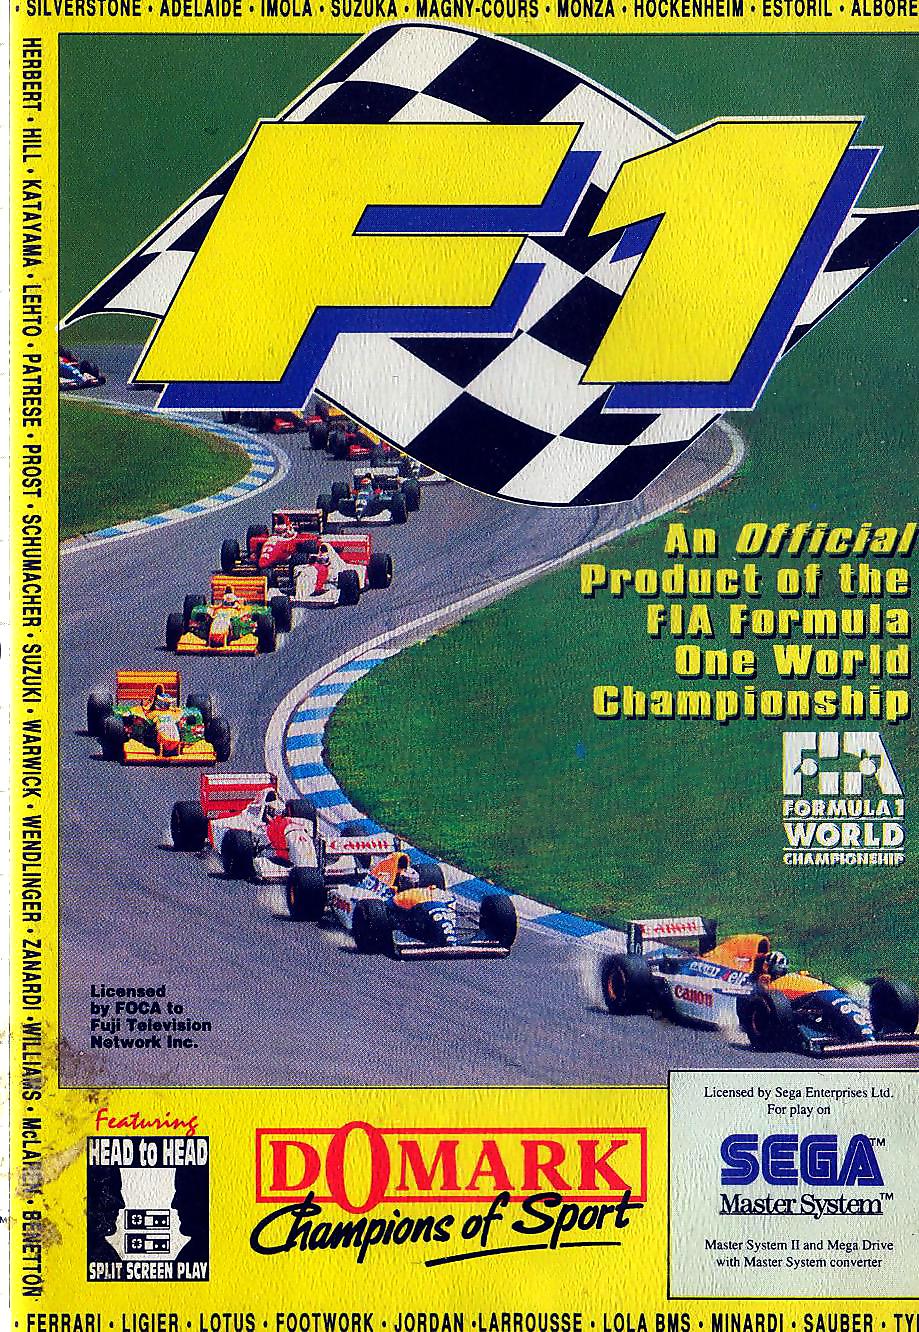 · SILVERSTONE · ADELAIDE · IMOLA · SUZUKA · MAGNY-COURS · MONZA · HOCKENHEIM · ESTORIL · ALBORE
HERBERT · HILL · KATAYAMA · LEHTO · PATRESE · PROST · SCHUMACHER · SUZUKI · WARWICK · WENDLINGER · ZANARDI · WILLIAMS · McLAREN · BENETTON
F1
An Official
Product of the
FIA Formula
One World
Championship
FIA
FORMULA 1
WORLD
CHAMPIONSHIP
Canon
Canon
elf
Canon
Licensed
by FOCA to
Fuji Television
Network Inc.
Featuring
HEAD to HEAD
SPLIT SCREEN PLAY
DOMARK
Champions of Sport
Licensed by Sega Enterprises Ltd.
For play on
SEGA™
Master System™
Master System II and Mega Drive
with Master System converter
· FERRARI · LIGIER · LOTUS · FOOTWORK · JORDAN · LARROUSSE · LOLA BMS · MINARDI · SAUBER · TY